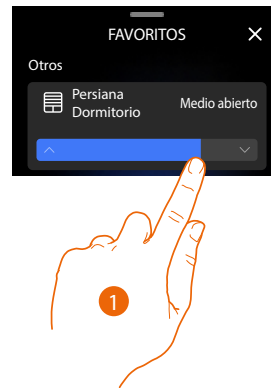 FAVORITOS
Otros
Persiana
Dormitorio
Medio abierto
1